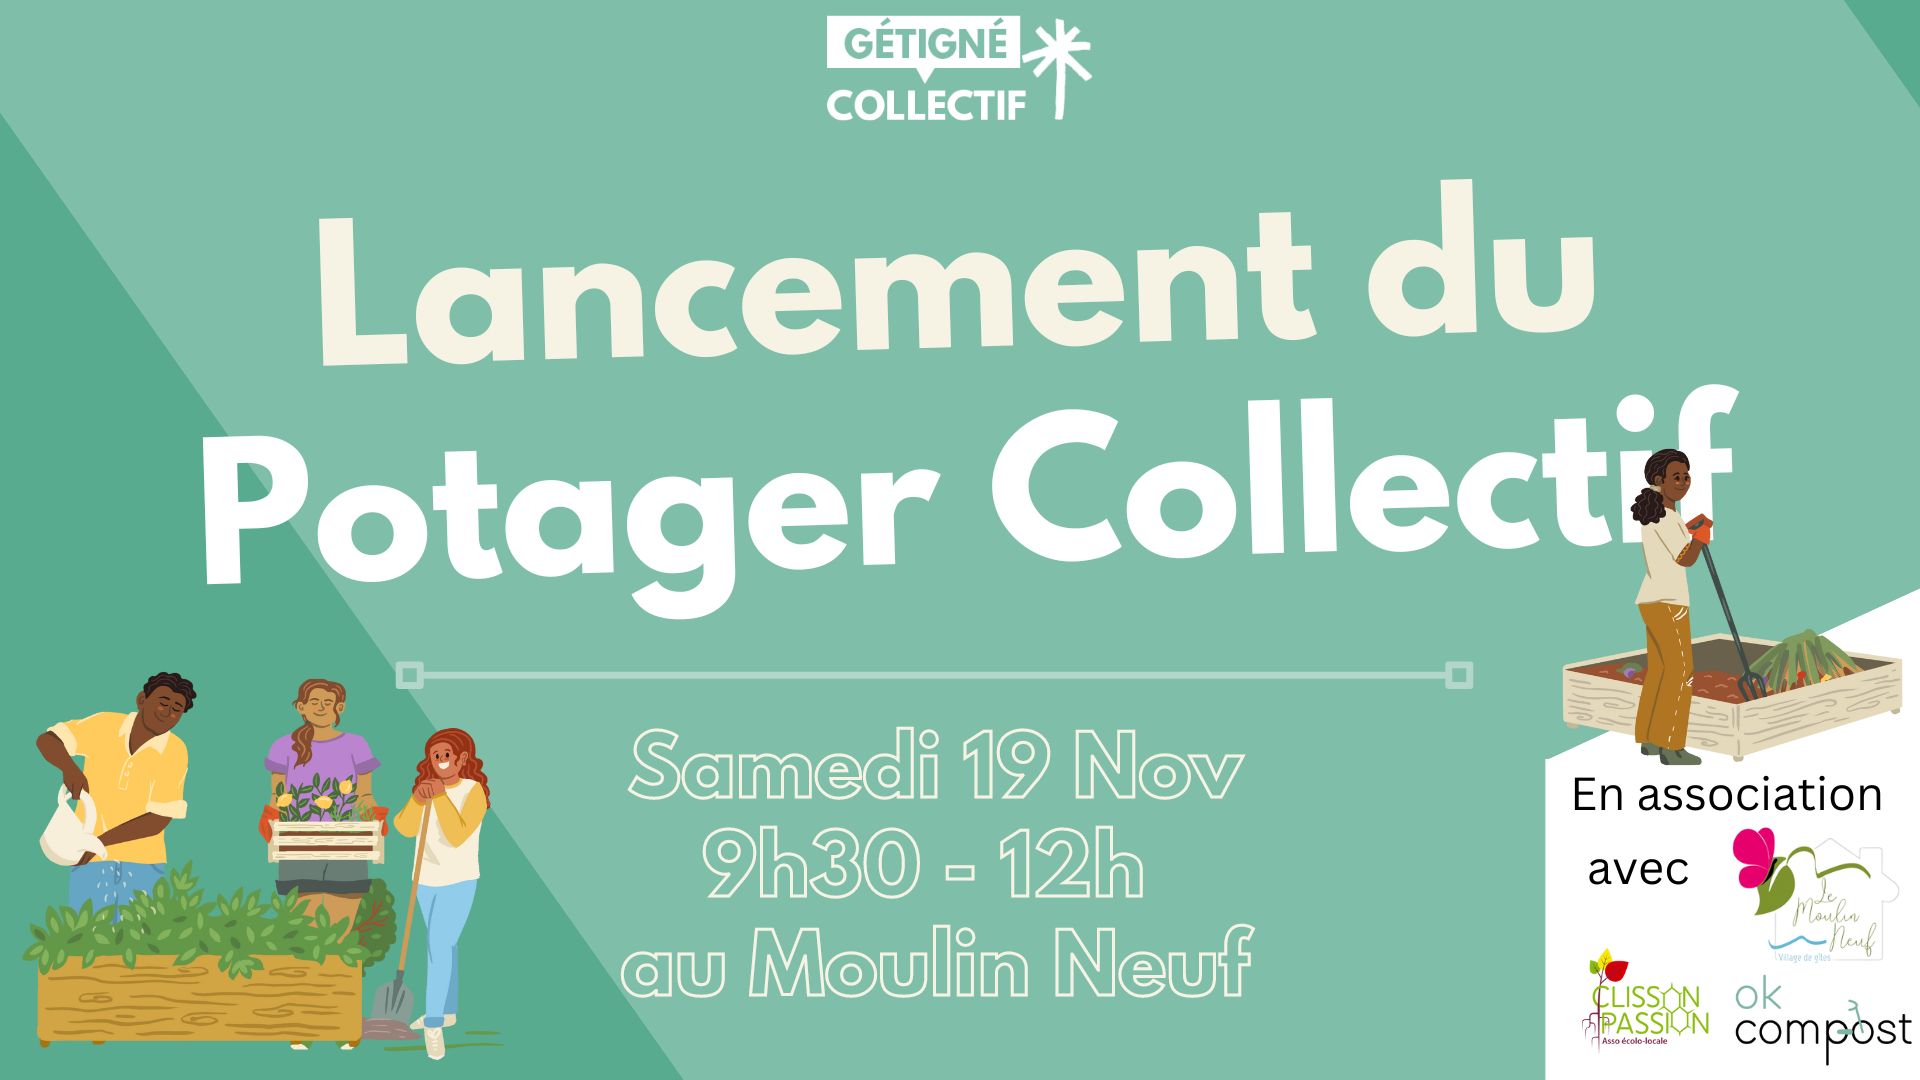 GÉTIGNÉ
COLLECTIF
Lancement du
Potager Collectif
Samedi 19 Nov
9h30 - 12h
au Moulin Neuf
En association
avec
Le
Moulin
Neuf
Village de gîtes
CLISSON
PASSION
Asso écolo-locale
ok
compost